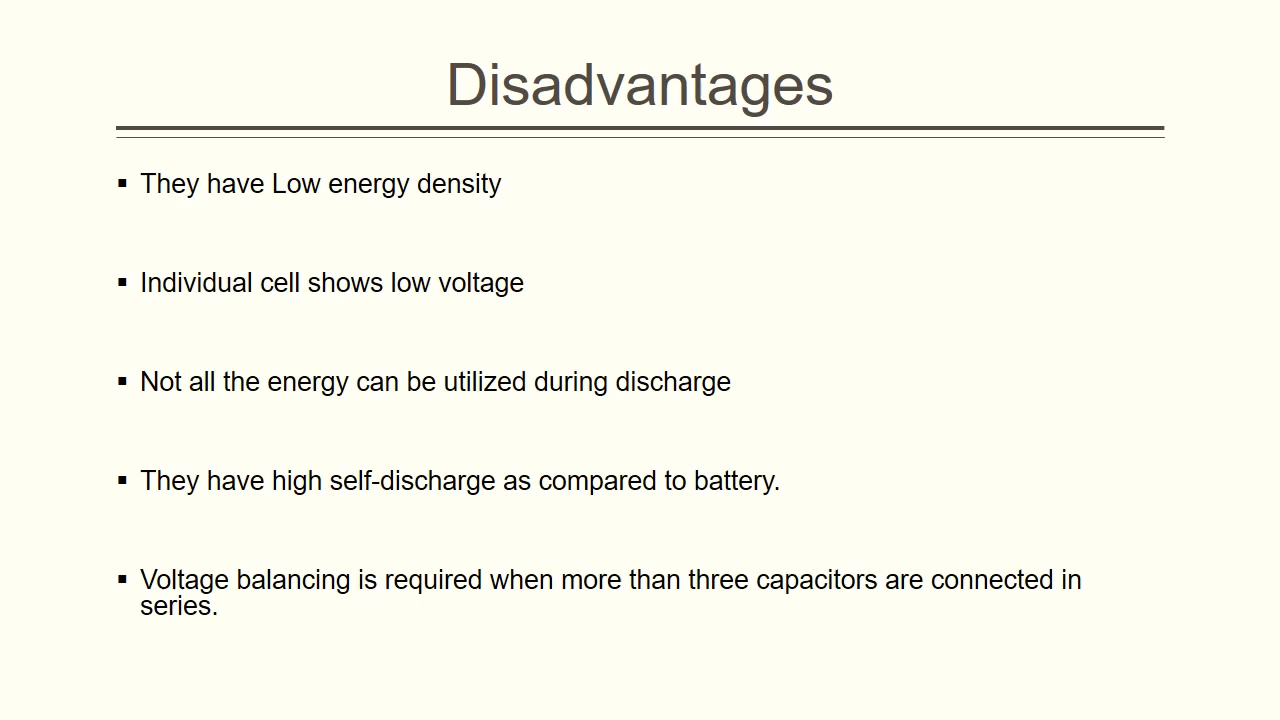 Disadvantages
▪ They have Low energy density
▪ Individual cell shows low voltage
▪ Not all the energy can be utilized during discharge
▪ They have high self-discharge as compared to battery.
▪ Voltage balancing is required when more than three capacitors are connected in
series.